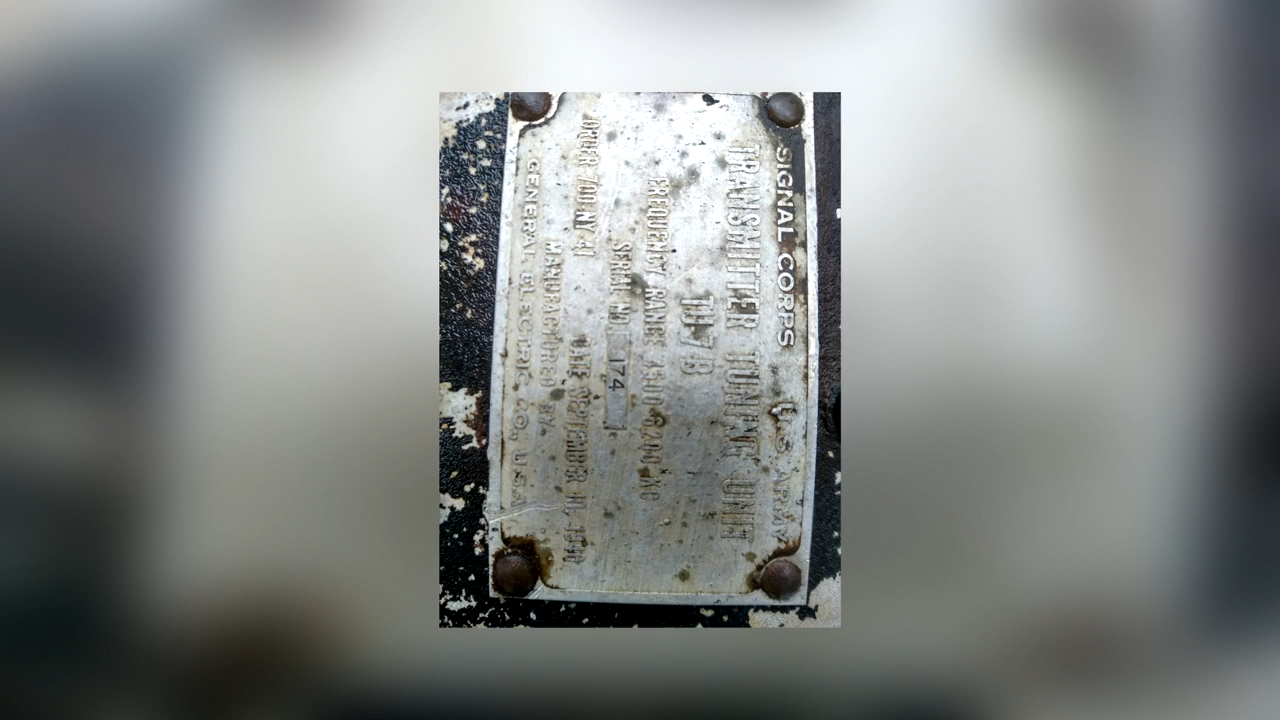 SIGNAL CORPS U.S. ARMY
TRANSMITTER TUNING UNIT
TU-7B
FREQUENCY RANGE 4500-6200 KC
SERIAL NO. 174
ORDER 700 NY 41 DATE SEPTEMBER 10, 1940
MANUFACTURED BY
GENERAL ELECTRIC CO., U.S.A.